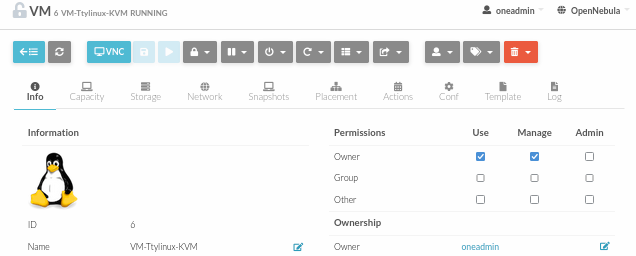 VM 6 VM-Ttylinux-KVM RUNNING
oneadmin OpenNebula
VNC
Info Capacity Storage Network Snapshots Placement Actions Conf Template Log
Information
Permissions Use Manage Admin
Owner
Group
Other
ID 6
Ownership
Name VM-Ttylinux-KVM
Owner oneadmin